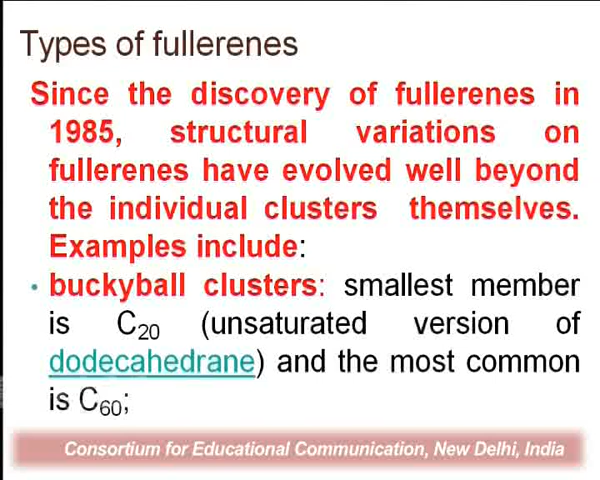 Types of fullerenes
Since the discovery of fullerenes in
1985, structural variations on
fullerenes have evolved well beyond
the individual clusters themselves.
Examples include:
• buckyball clusters: smallest member
is C₂₀ (unsaturated version of
dodecahedrane) and the most common
is C₆₀;
Consortium for Educational Communication, New Delhi, India